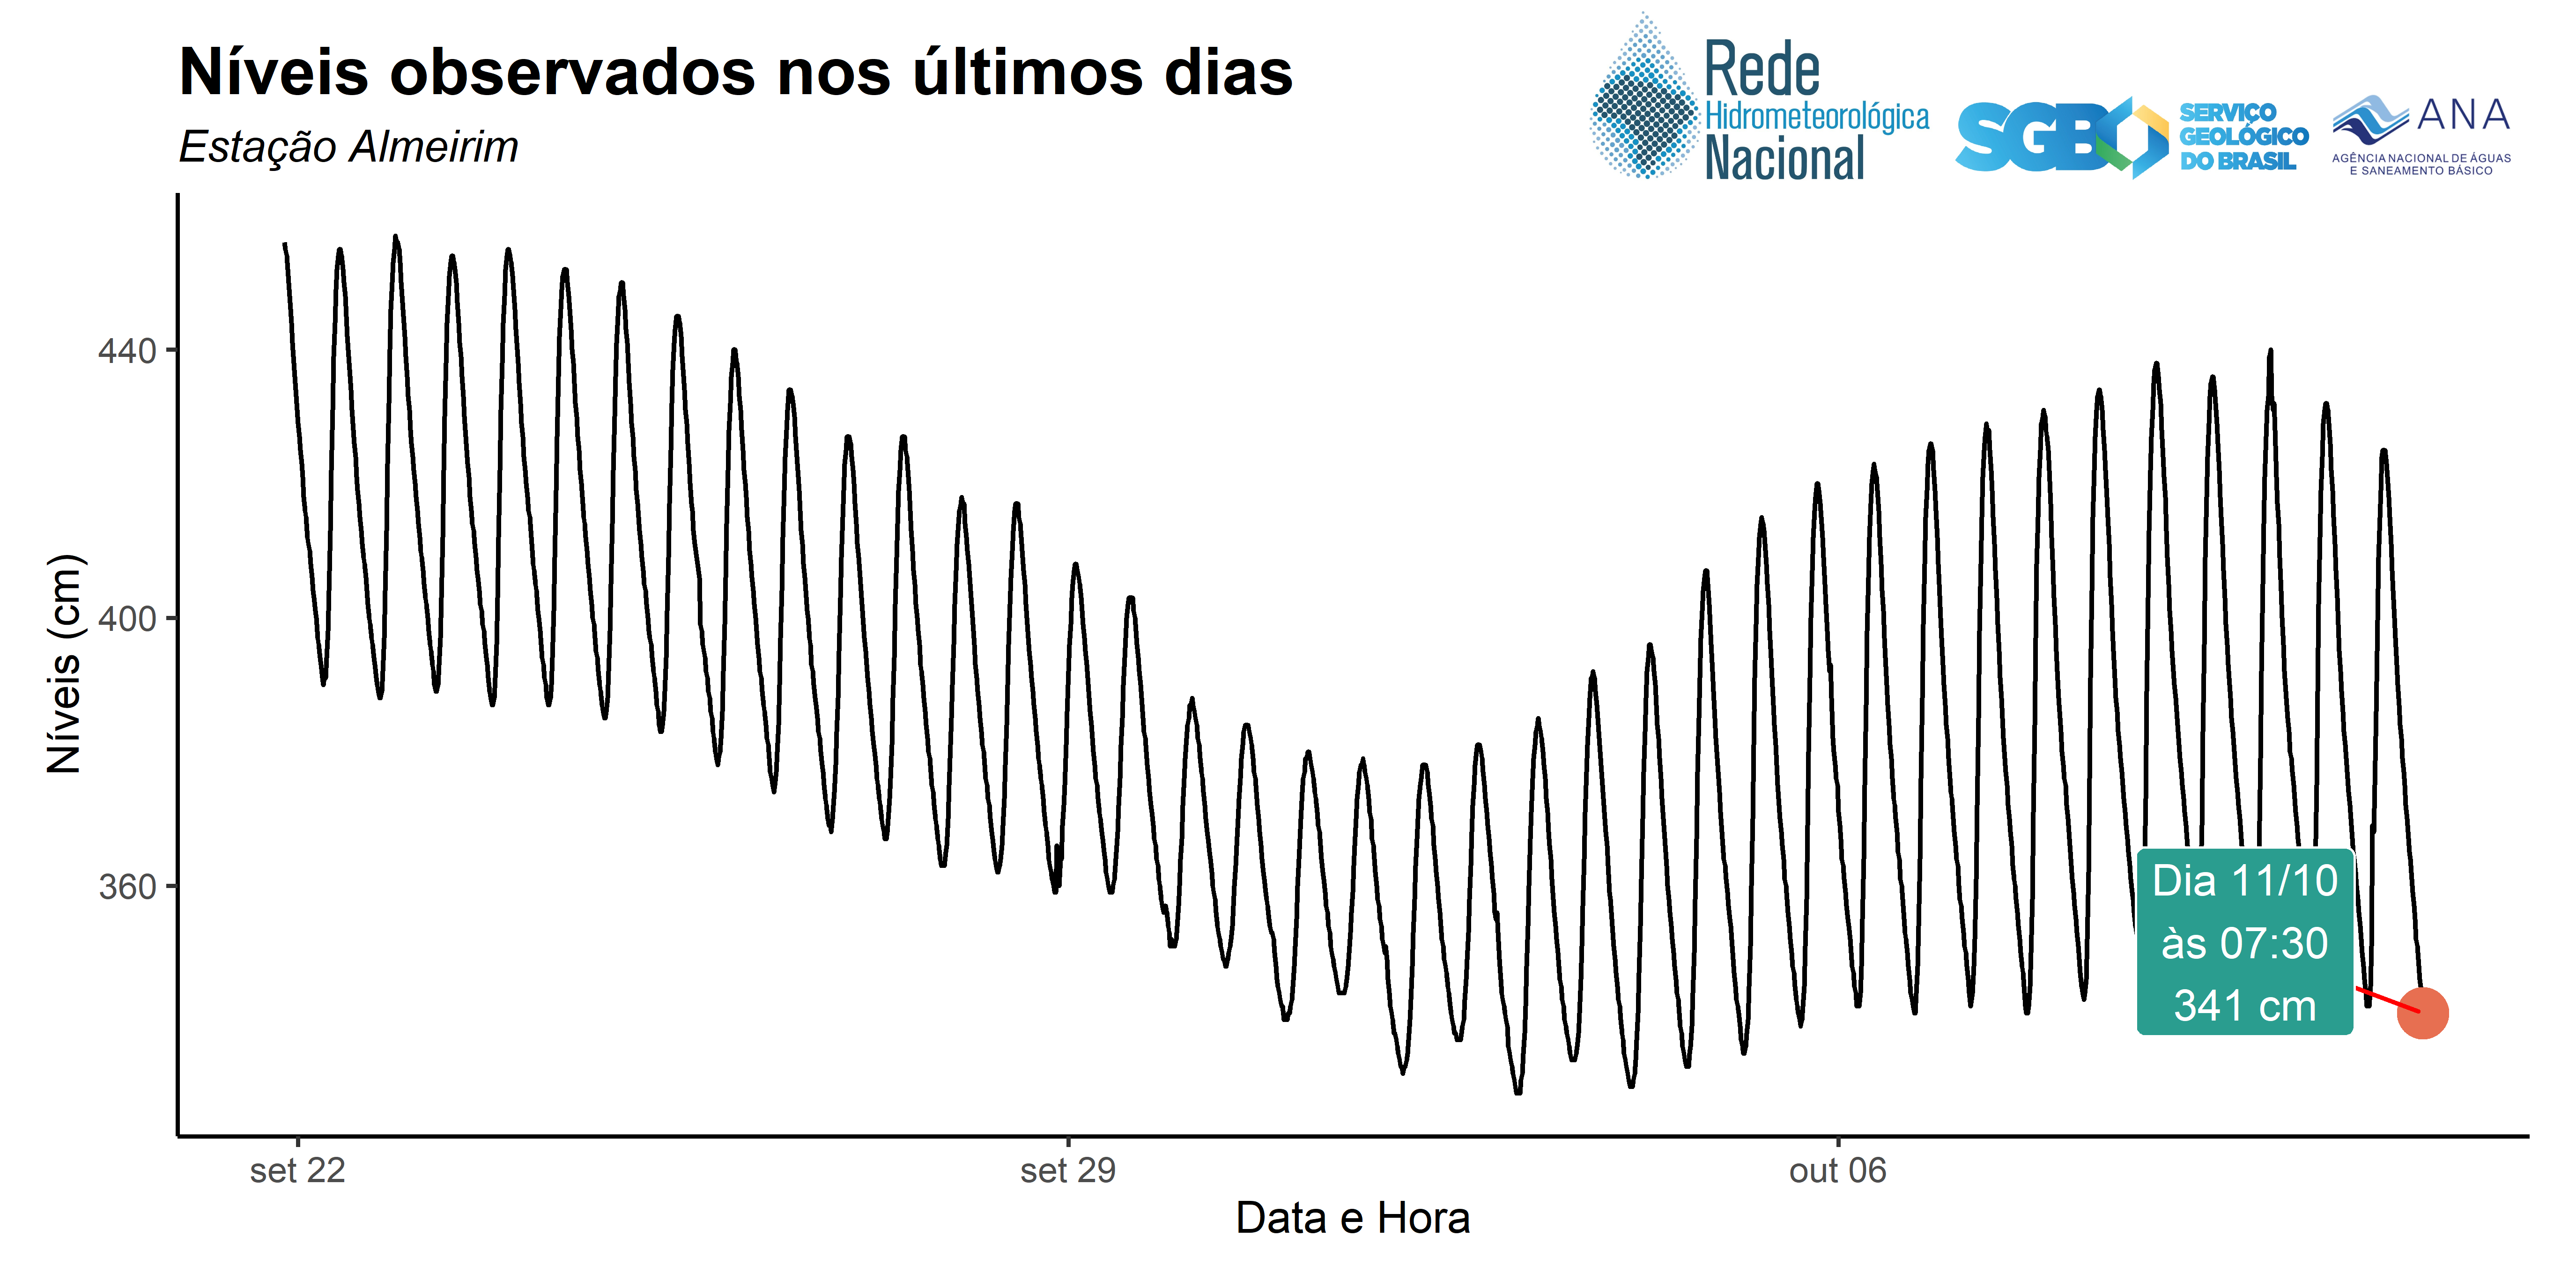 Níveis observados nos últimos dias
Estação Almeirim
Rede
Hidrometeorológica
Nacional
SGB
SERVIÇO
GEOLÓGICO
DO BRASIL
ANA
AGÊNCIA NACIONAL DE ÁGUAS
E SANEAMENTO BÁSICO
Níveis (cm)
440
400
360
Dia 11/10
às 07:30
341 cm
set 22
set 29
out 06
Data e Hora